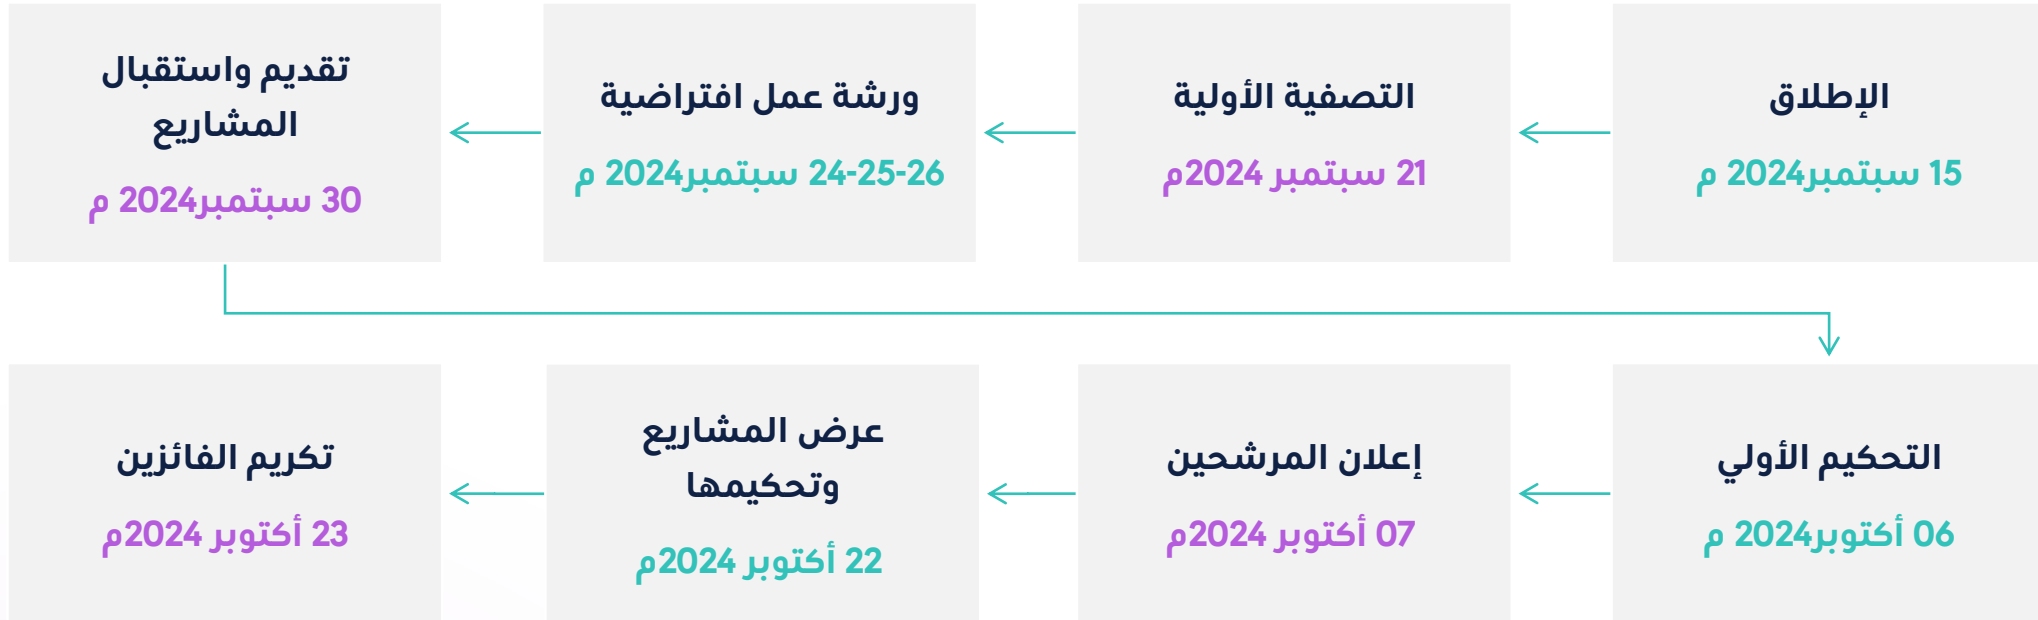 الإطلاق
15 سبتمبر2024 م
التصفية الأولية
21 سبتمبر 2024م
ورشة عمل افتراضية
24-25-26 سبتمبر2024 م
تقديم واستقبال
المشاريع
30 سبتمبر2024 م
التحكيم الأولي
06 أكتوبر2024 م
إعلان المرشحين
07 أكتوبر 2024م
عرض المشاريع
وتحكيمها
22 أكتوبر 2024م
تكريم الفائزين
23 أكتوبر 2024م